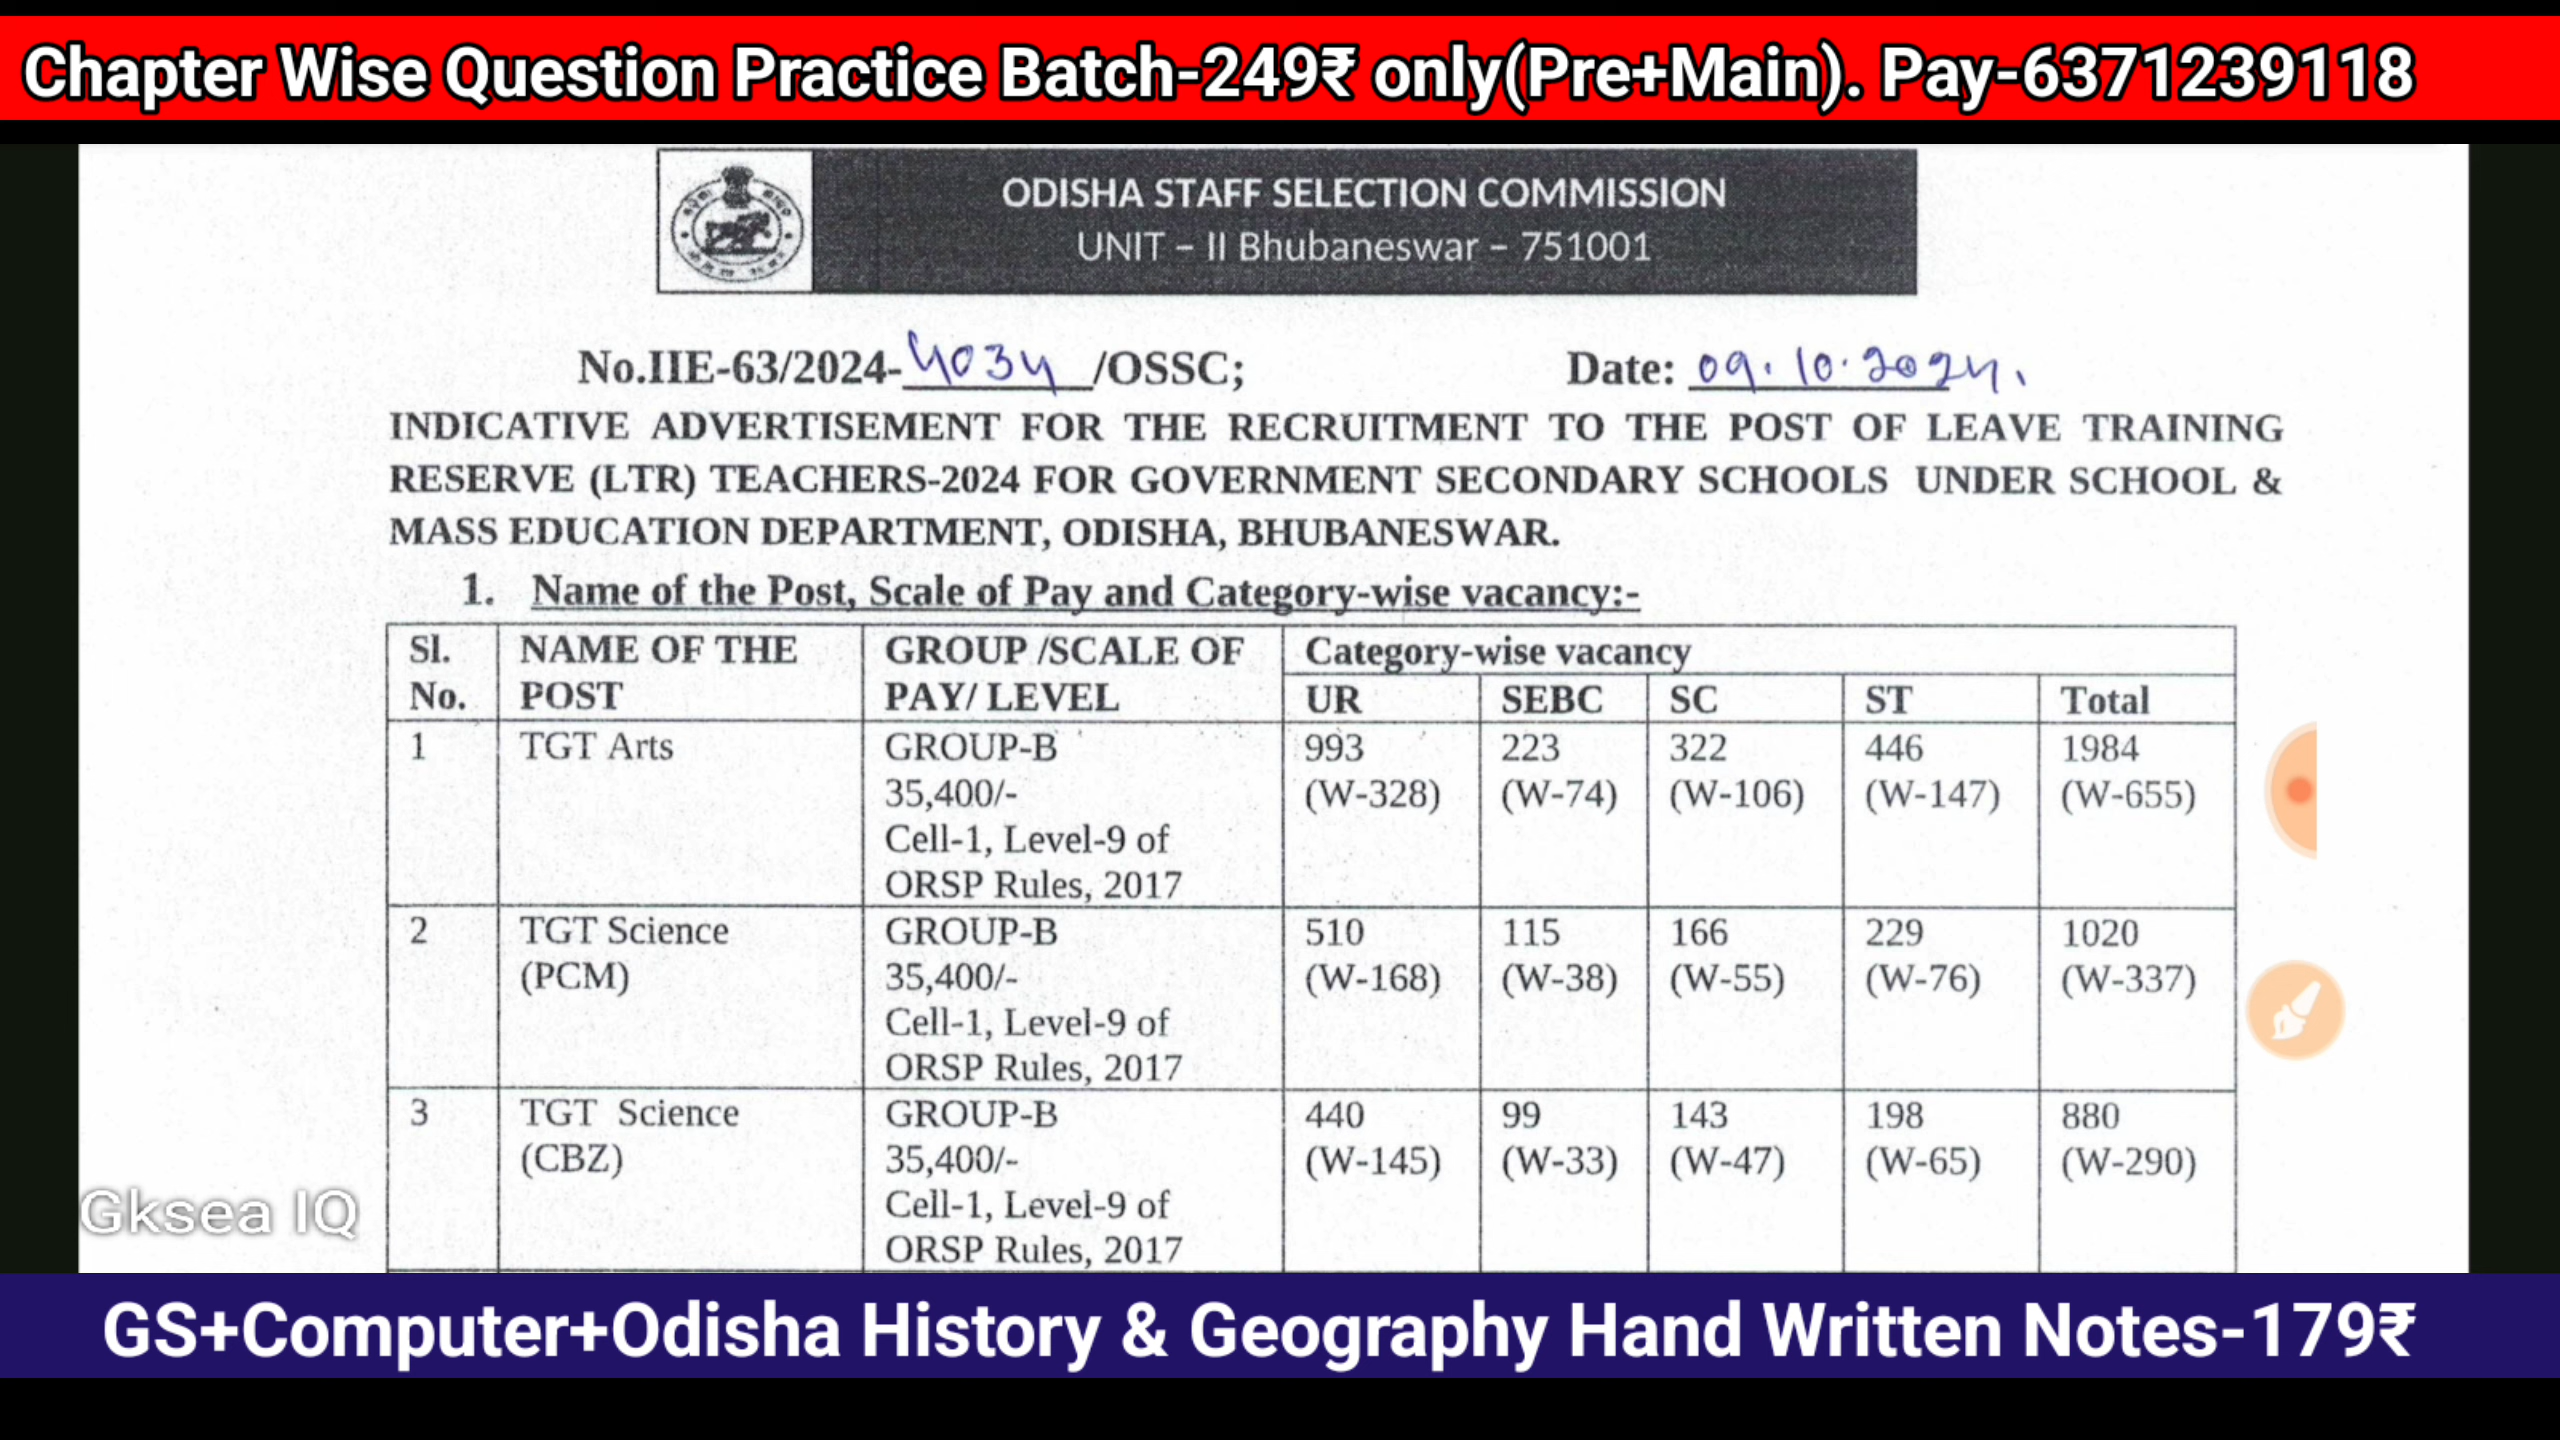 Chapter Wise Question Practice Batch-249₹ only(Pre+Main). Pay-6371239118
ODISHA STAFF SELECTION COMMISSION
UNIT – II Bhubaneswar – 751001
No.IIE-63/2024-4034/OSSC; Date: 09.10.2024.
INDICATIVE ADVERTISEMENT FOR THE RECRUITMENT TO THE POST OF LEAVE TRAINING
RESERVE (LTR) TEACHERS-2024 FOR GOVERNMENT SECONDARY SCHOOLS UNDER SCHOOL &
MASS EDUCATION DEPARTMENT, ODISHA, BHUBANESWAR.
1. Name of the Post, Scale of Pay and Category-wise vacancy:-
Sl. NAME OF THE GROUP /SCALE OF Category-wise vacancy
No. POST PAY/ LEVEL UR SEBC SC ST Total
1 TGT Arts GROUP-B 993 223 322 446 1984
35,400/- (W-328) (W-74) (W-106) (W-147) (W-655)
Cell-1, Level-9 of
ORSP Rules, 2017
2 TGT Science GROUP-B 510 115 166 229 1020
(PCM) 35,400/- (W-168) (W-38) (W-55) (W-76) (W-337)
Cell-1, Level-9 of
ORSP Rules, 2017
3 TGT Science GROUP-B 440 99 143 198 880
(CBZ) 35,400/- (W-145) (W-33) (W-47) (W-65) (W-290)
Cell-1, Level-9 of
ORSP Rules, 2017
Gksea IQ
GS+Computer+Odisha History & Geography Hand Written Notes-179₹